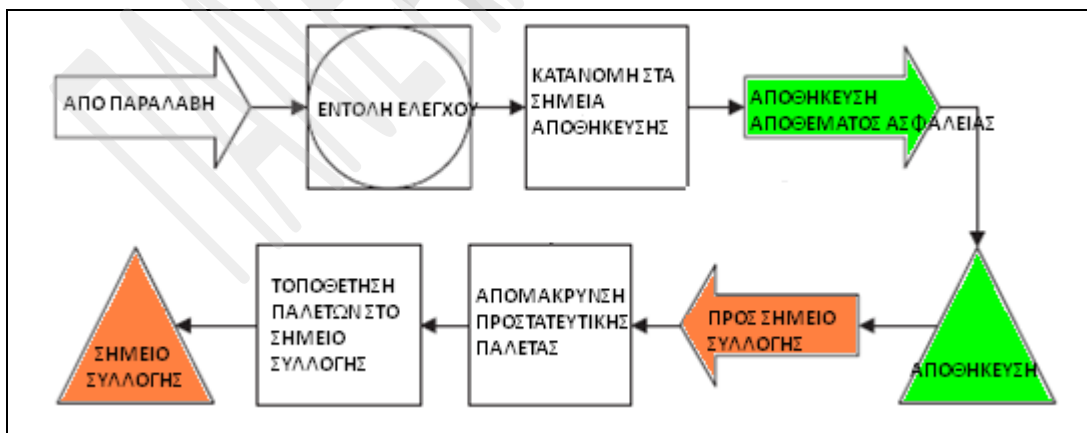 ΑΠΟ ΠΑΡΑΛΑΒΗ
ΕΝΤΟΛΗ ΕΛΕΓΧΟΥ
ΚΑΤΑΝΟΜΗ ΣΤΑ
ΣΗΜΕΙΑ
ΑΠΟΘΗΚΕΥΣΗΣ
ΑΠΟΘΗΚΕΥΣΗ
ΑΠΟΘΕΜΑΤΟΣ ΑΣΦΑΛΕΙΑΣ
ΑΠΟΘΗΚΕΥΣΗ
ΠΡΟΣ ΣΗΜΕΙΟ
ΣΥΛΛΟΓΗΣ
ΑΠΟΜΑΚΡΥΝΣΗ
ΠΡΟΣΤΑΤΕΥΤΙΚΗΣ
ΠΑΛΕΤΑΣ
ΤΟΠΟΘΕΤΗΣΗ
ΠΑΛΕΤΩΝ ΣΤΟ
ΣΗΜΕΙΟ
ΣΥΛΛΟΓΗΣ
ΣΗΜΕΙΟ
ΣΥΛΛΟΓΗΣ